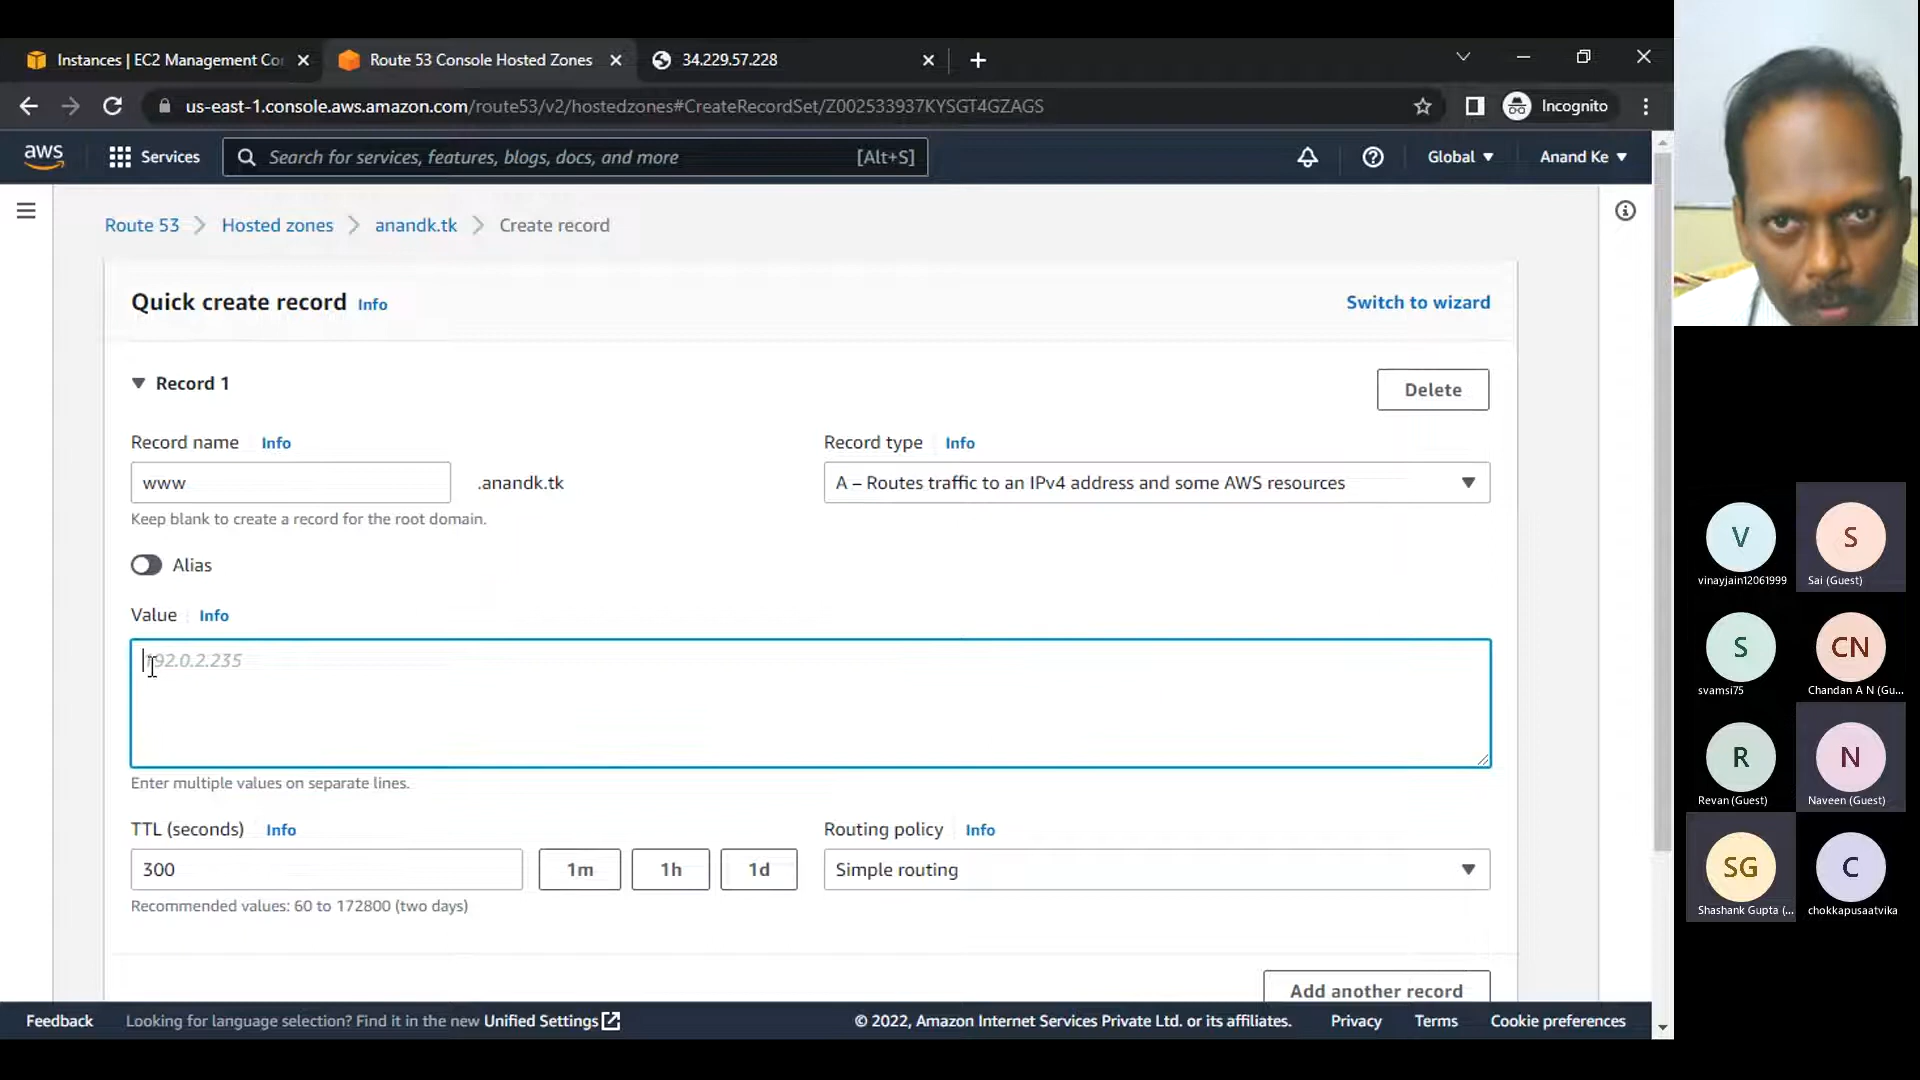 Instances | EC2 Management Co
Route 53 Console Hosted Zones
34.229.57.228
us-east-1.console.aws.amazon.com/route53/v2/hostedzones#CreateRecordSet/Z002533937KYSGT4GZAGS
Incognito
aws
Services
Search for services, features, blogs, docs, and more
[Alt+S]
Global
Anand Ke
Route 53
Hosted zones
anandk.tk
Create record
Quick create record Info
Switch to wizard
Record 1
Delete
Record name Info
Record type Info
www
.anandk.tk
A – Routes traffic to an IPv4 address and some AWS resources
Keep blank to create a record for the root domain.
Alias
Value Info
192.0.2.235
Enter multiple values on separate lines.
TTL (seconds) Info
Routing policy Info
300
1m
1h
1d
Simple routing
Recommended values: 60 to 172800 (two days)
Add another record
Feedback
Looking for language selection? Find it in the new Unified Settings
© 2022, Amazon Internet Services Private Ltd. or its affiliates.
Privacy
Terms
Cookie preferences
V
vinayjain12061999
S
Sai (Guest)
S
svamsi75
CN
Chandan A N (Gu...
R
Revan (Guest)
N
Naveen (Guest)
SG
Shashank Gupta (...
C
chokkapusaatvika